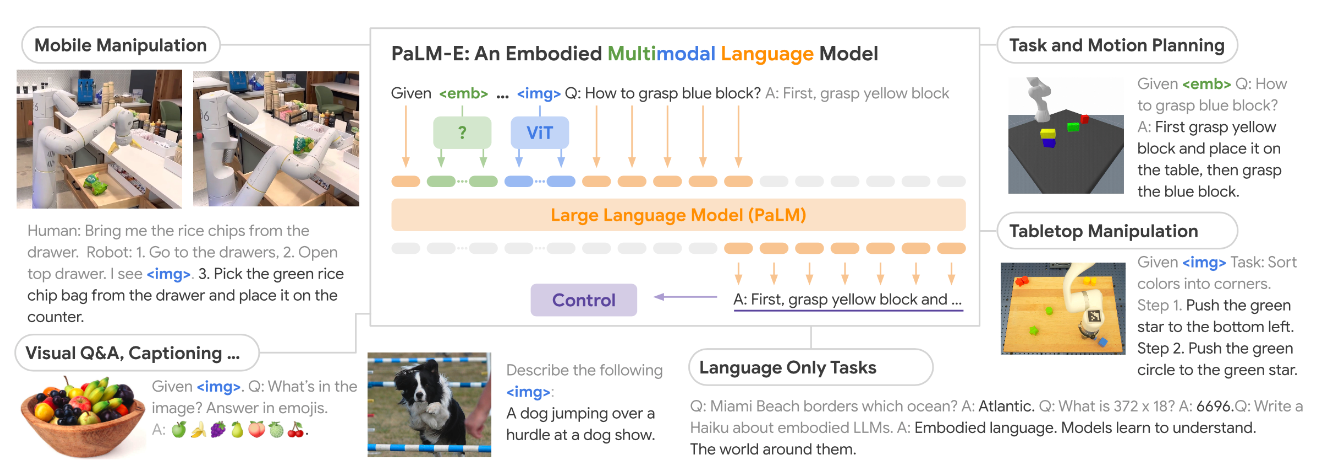 Mobile Manipulation
Human: Bring me the rice chips from the
drawer. Robot: 1. Go to the drawers, 2. Open
top drawer. I see <img>. 3. Pick the green rice
chip bag from the drawer and place it on the
counter.
Visual Q&A, Captioning ...
Given <img>. Q: What's in the
image? Answer in emojis.
A: 🍏🍌🍇🍐🍑🍈🍒.
PaLM-E: An Embodied Multimodal Language Model
Given <emb> ... <img> Q: How to grasp blue block? A: First, grasp yellow block
? ViT
Large Language Model (PaLM)
Control
A: First, grasp yellow block and ...
Describe the following
<img>:
A dog jumping over a
hurdle at a dog show.
Language Only Tasks
Q: Miami Beach borders which ocean? A: Atlantic. Q: What is 372 x 18? A: 6696.Q: Write a
Haiku about embodied LLMs. A: Embodied language. Models learn to understand.
The world around them.
Task and Motion Planning
Given <emb> Q: How
to grasp blue block?
A: First grasp yellow
block and place it on
the table, then grasp
the blue block.
Tabletop Manipulation
Given <img> Task: Sort
colors into corners.
Step 1. Push the green
star to the bottom left.
Step 2. Push the green
circle to the green star.